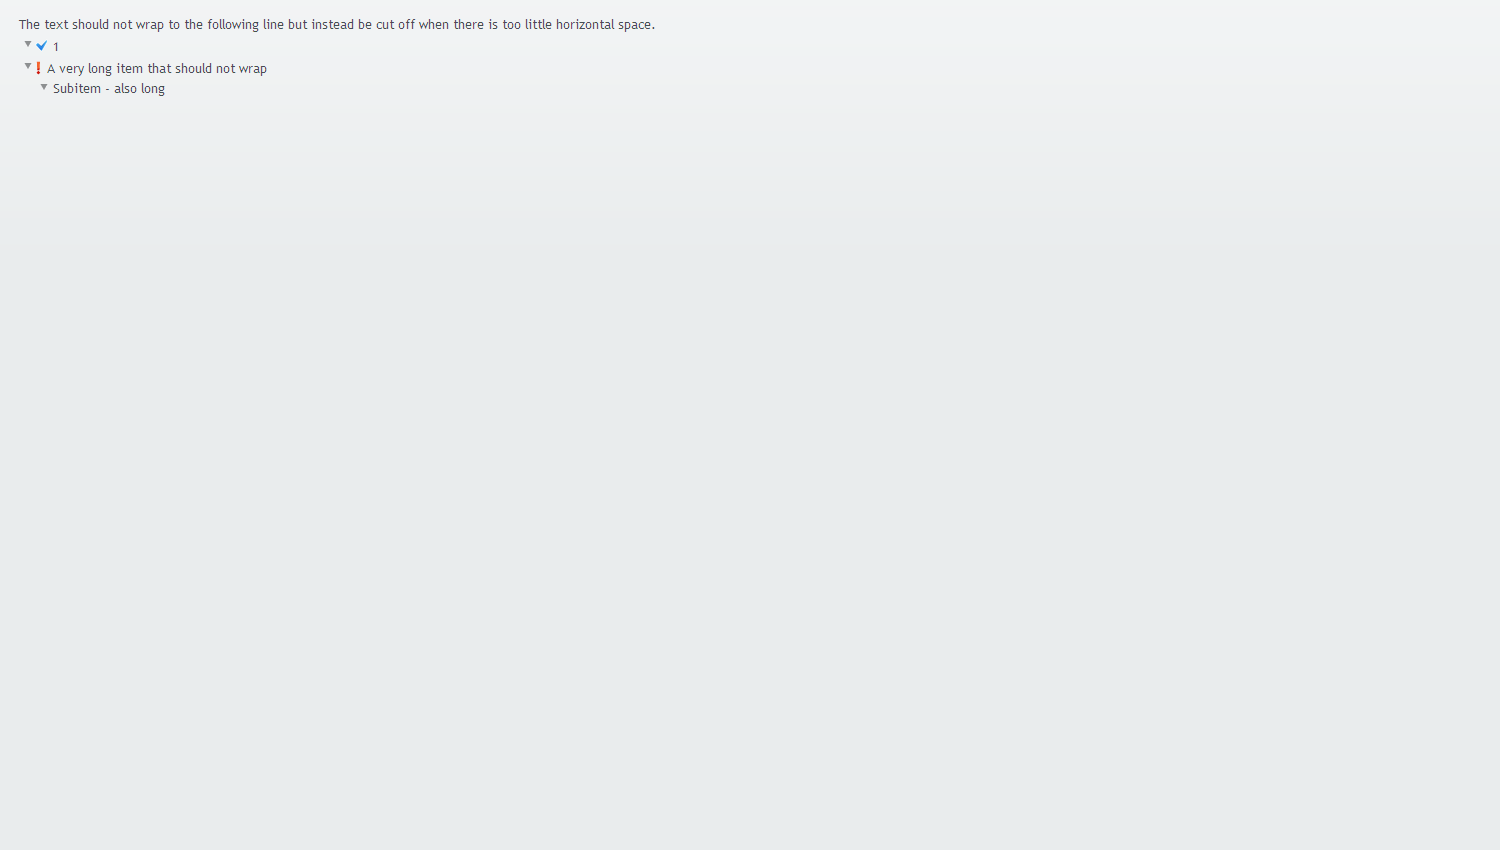 The text should not wrap to the following line but instead be cut off when there is too little horizontal space.
1
A very long item that should not wrap
Subitem - also long